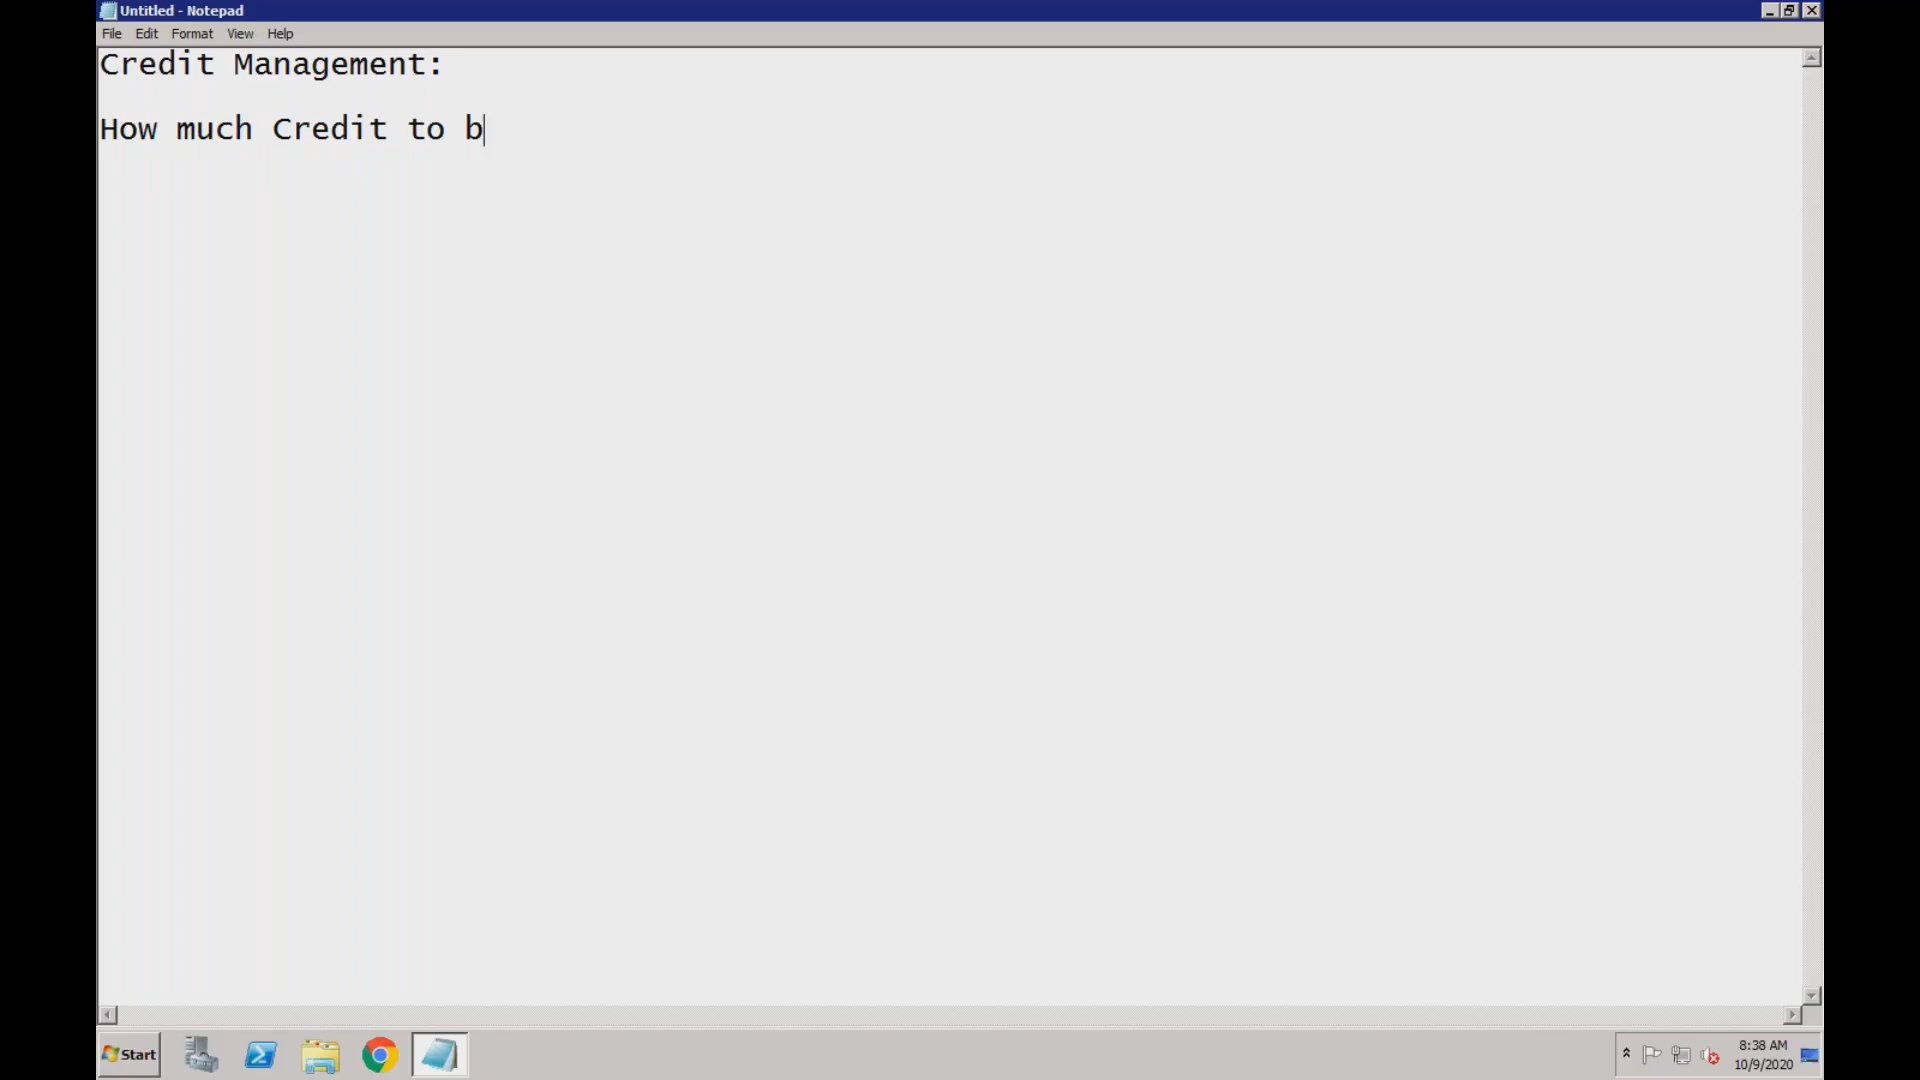 Untitled - Notepad
File Edit Format View Help
Credit Management:
How much Credit to b
Start
8:38 AM
10/9/2020